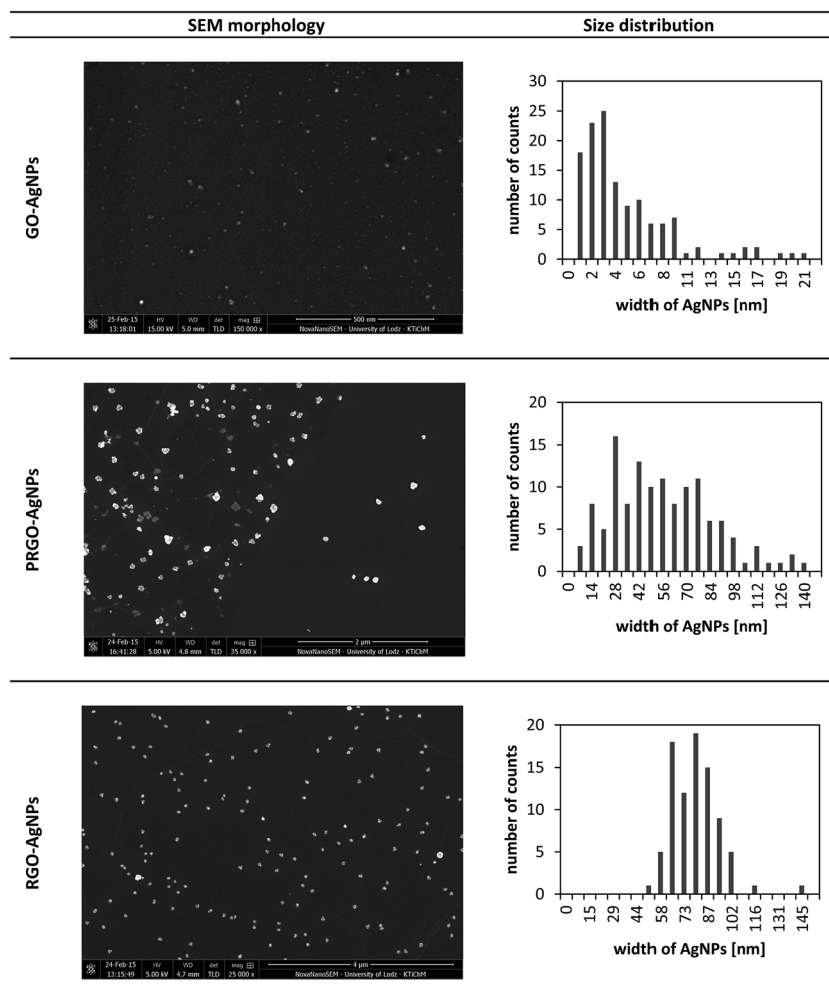 SEM morphology
Size distribution
GO-AgNPs
25-Feb-15 HV WD det mag 500 nm
13:18:01 15.00 kV 5.0 mm TLD 150 000 x NovaNanoSEM - University of Lodz - KTiChM
number of counts
30
25
20
15
10
5
0
0 2 4 6 8 11 13 15 17 19 21
width of AgNPs [nm]
PRGO-AgNPs
24-Feb-15 HV WD det mag 2 µm
16:41:28 5.00 kV 4.8 mm TLD 35 000 x NovaNanoSEM - University of Lodz - KTiChM
number of counts
20
15
10
5
0
0 14 28 42 56 70 84 98 112 126 140
width of AgNPs [nm]
RGO-AgNPs
24-Feb-15 HV WD det mag 4 µm
13:15:49 5.00 kV 4.7 mm TLD 25 000 x NovaNanoSEM - University of Lodz - KTiChM
number of counts
20
15
10
5
0
0 15 29 44 58 73 87 102 116 131 145
width of AgNPs [nm]